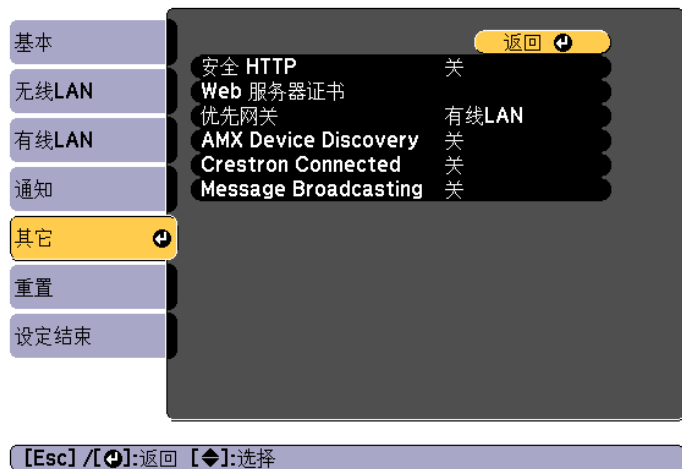 基本
无线LAN
有线LAN
通知
其它
重置
设定结束
返回
安全 HTTP 关
Web 服务器证书
优先网关 有线LAN
AMX Device Discovery 关
Crestron Connected 关
Message Broadcasting 关
[Esc] /[]:返回 []:选择